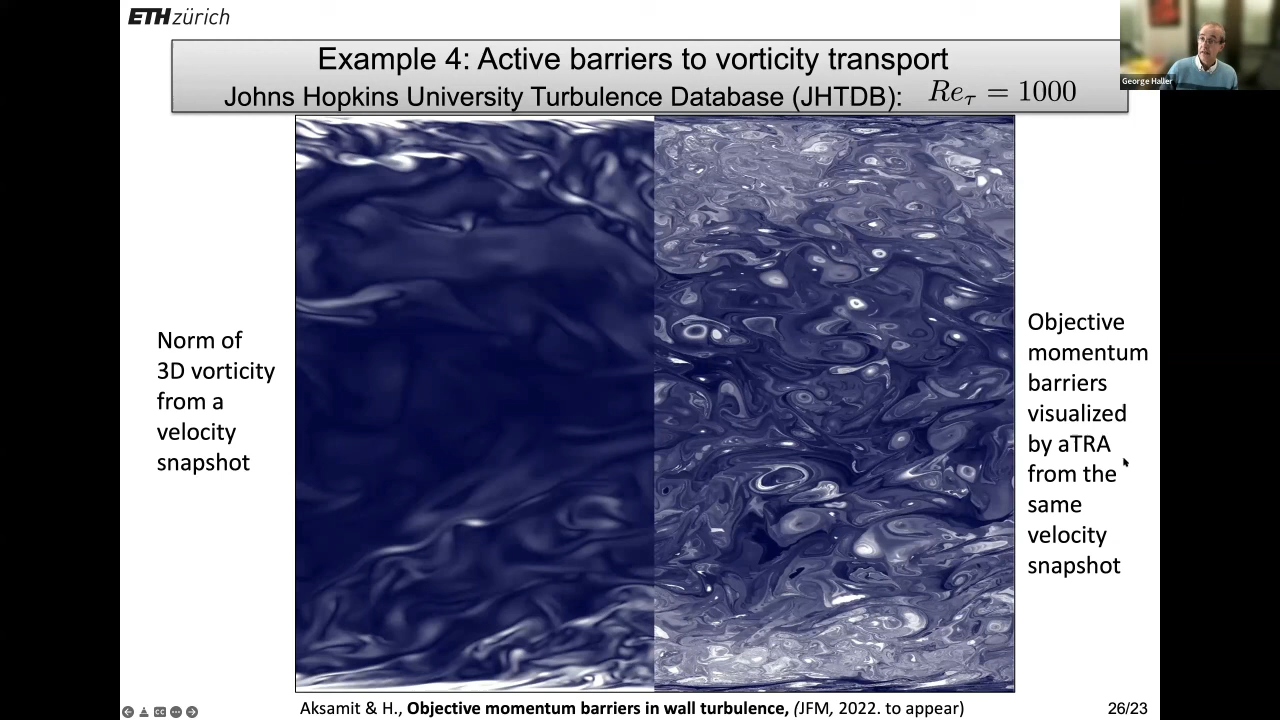 ETH zürich
Example 4: Active barriers to vorticity transport
Johns Hopkins University Turbulence Database (JHTDB): Re_τ = 1000
George Haller
Norm of
3D vorticity
from a
velocity
snapshot
Objective
momentum
barriers
visualized
by aTRA
from the
same
velocity
snapshot
Aksamit & H., Objective momentum barriers in wall turbulence, (JFM, 2022. to appear)
CC
26/23